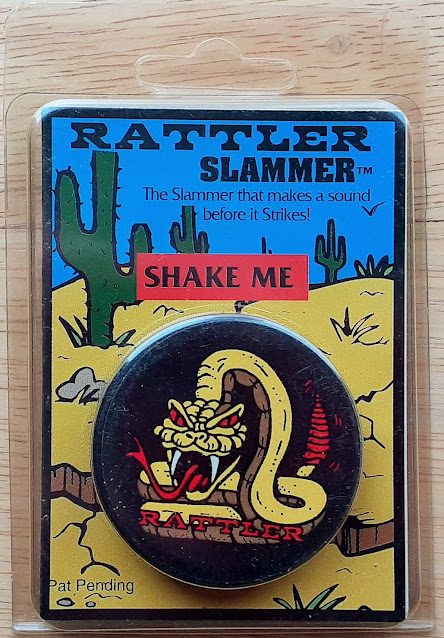 RATTLER
SLAMMER™
The Slammer that makes a sound
before it Strikes!
SHAKE ME
RATTLER
Pat Pending